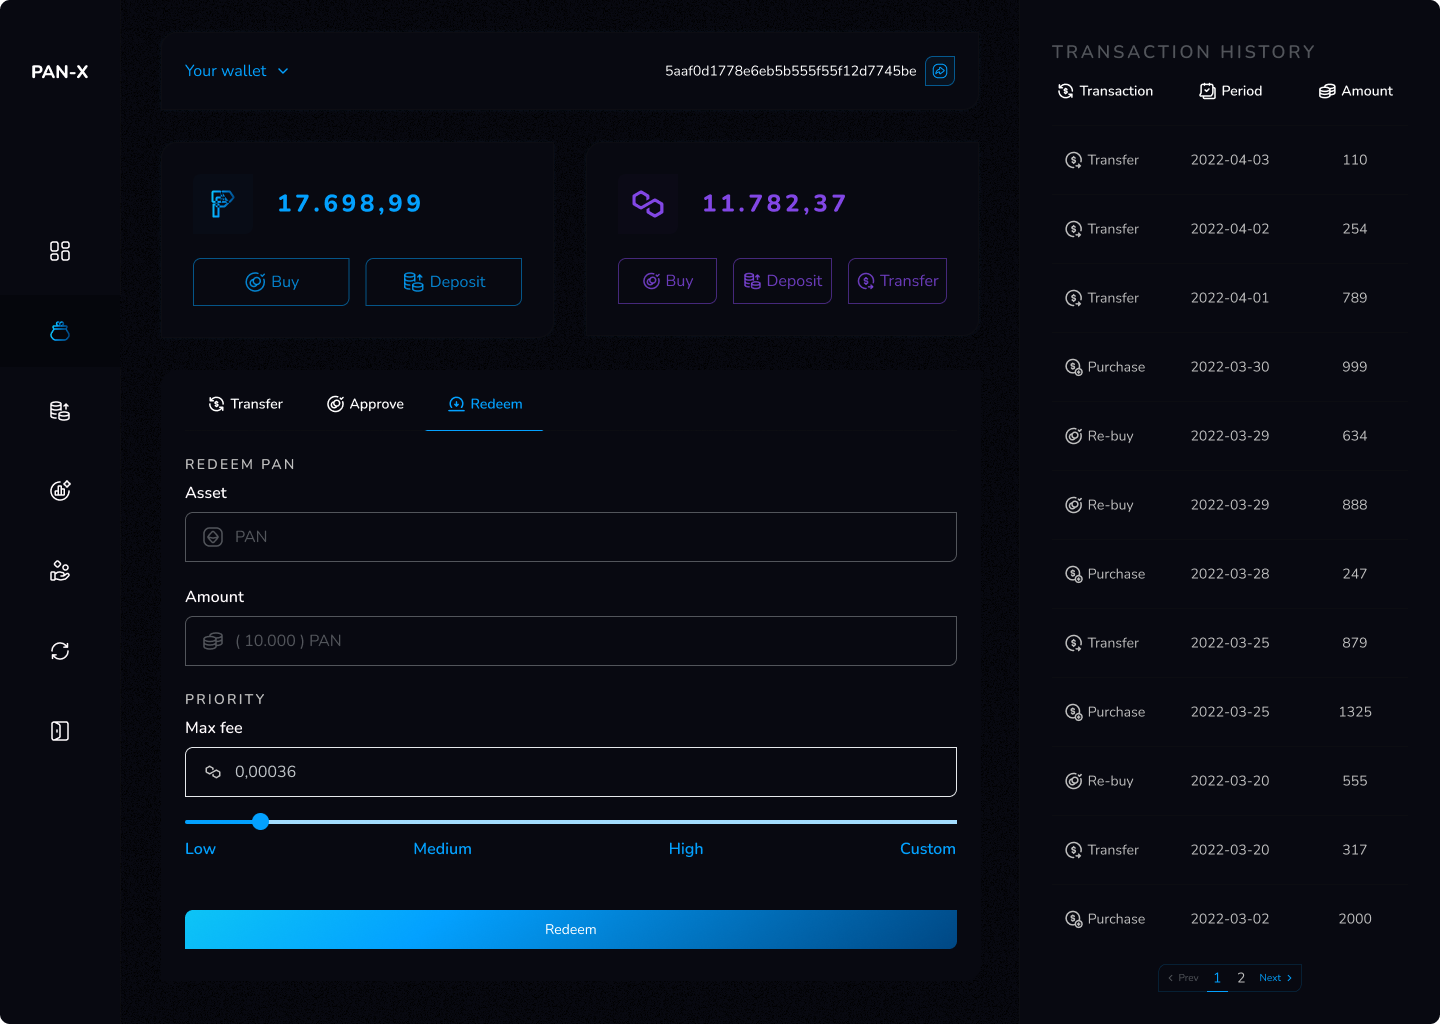 PAN-X
Your wallet
5aaf0d1778e6eb5b555f55f12d7745be
17.698,99
Buy
Deposit
11.782,37
Buy
Deposit
Transfer
Transfer
Approve
Redeem
REDEEM PAN
Asset
PAN
Amount
( 10.000 ) PAN
PRIORITY
Max fee
0,00036
Low
Medium
High
Custom
Redeem
TRANSACTION HISTORY
Transaction Period Amount
Transfer 2022-04-03 110
Transfer 2022-04-02 254
Transfer 2022-04-01 789
Purchase 2022-03-30 999
Re-buy 2022-03-29 634
Re-buy 2022-03-29 888
Purchase 2022-03-28 247
Transfer 2022-03-25 879
Purchase 2022-03-25 1325
Re-buy 2022-03-20 555
Transfer 2022-03-20 317
Purchase 2022-03-02 2000
Prev 1 2 Next